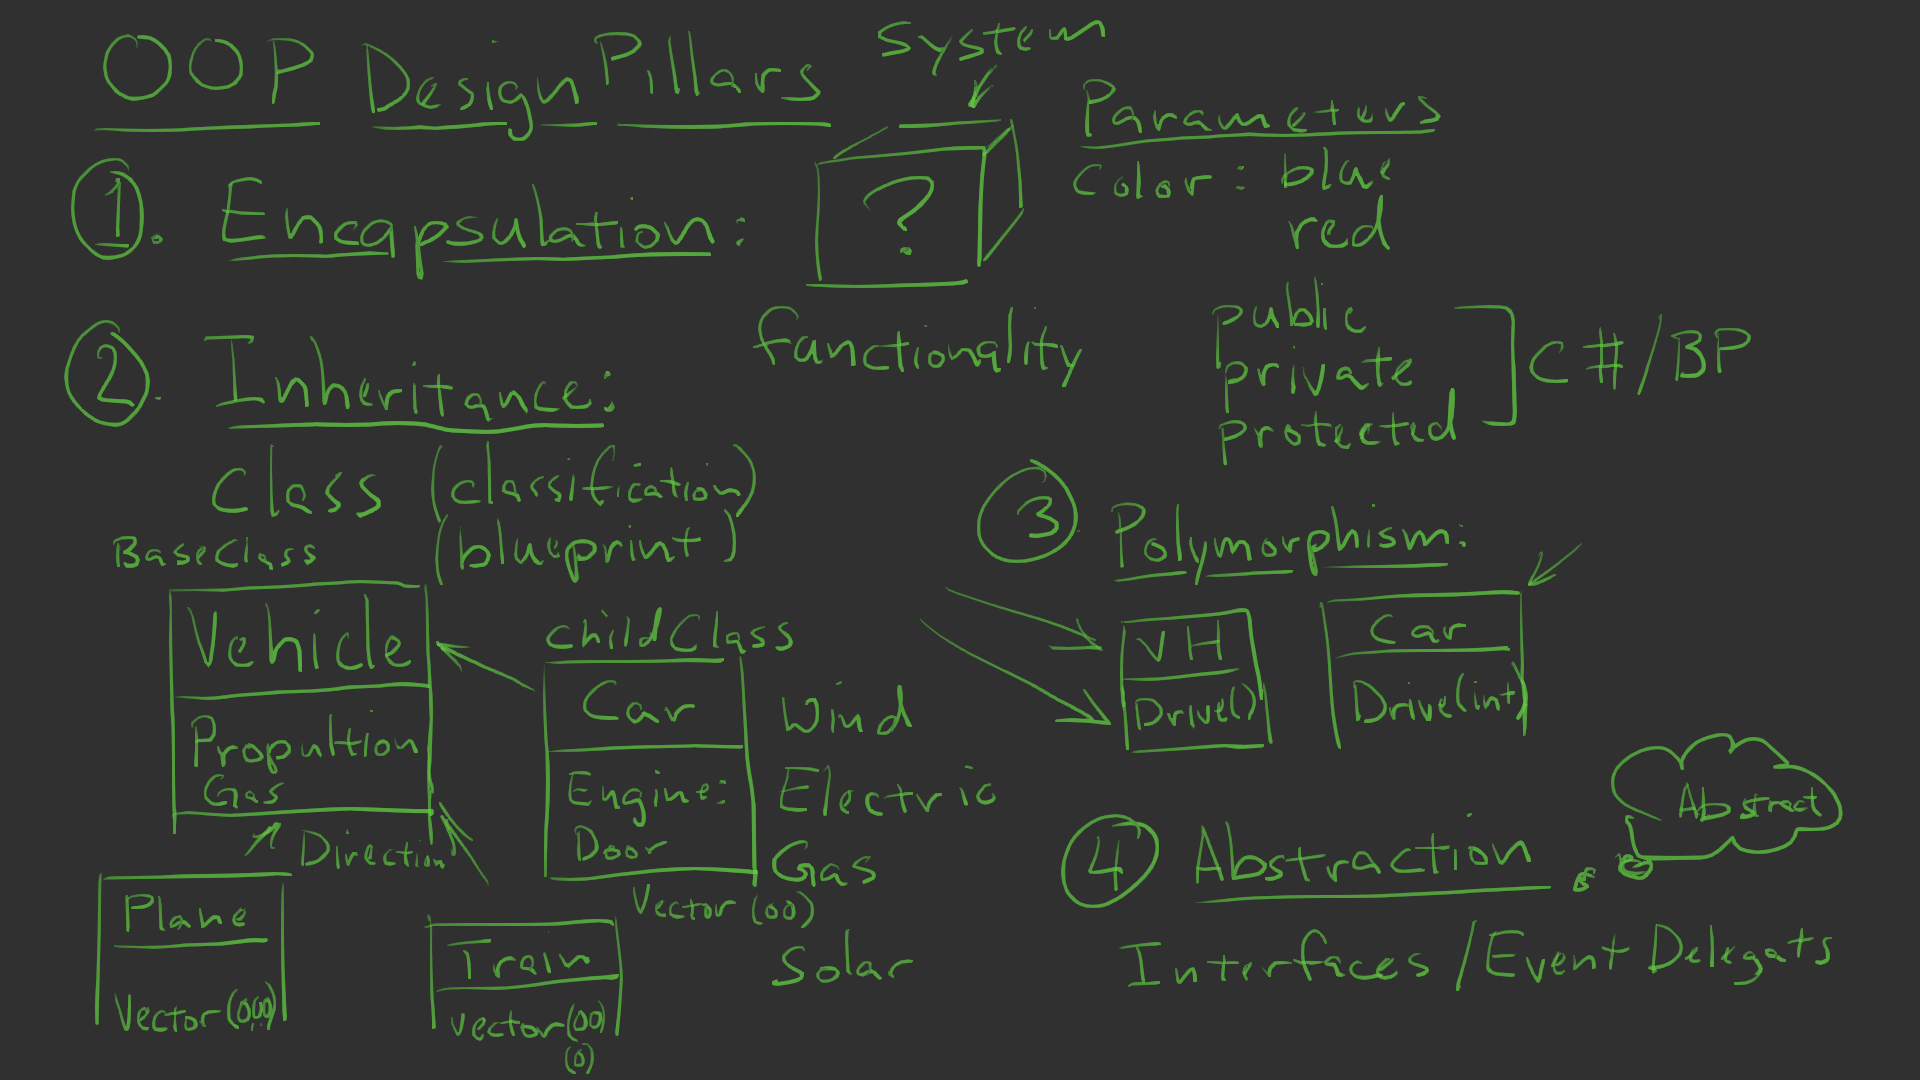 OOP Design Pillars
System
Parameters
Color: blue
red
1. Encapsulation:
?
functionality
public
private
protected
C#/BP
2. Inheritance:
Class (classification)
(blueprint)
BaseClass
Vehicle
Propultion
Gas
Direction
childClass
Car
Engine:
Door
Vector (00)
Wind
Electric
Gas
Solar
Plane
Vector(000)
Train
Vector(00)
(0)
3 Polymorphism:
VH
Drive()
Car
Drive(int)
4 Abstraction
Abstract
Interfaces/Event Delegats